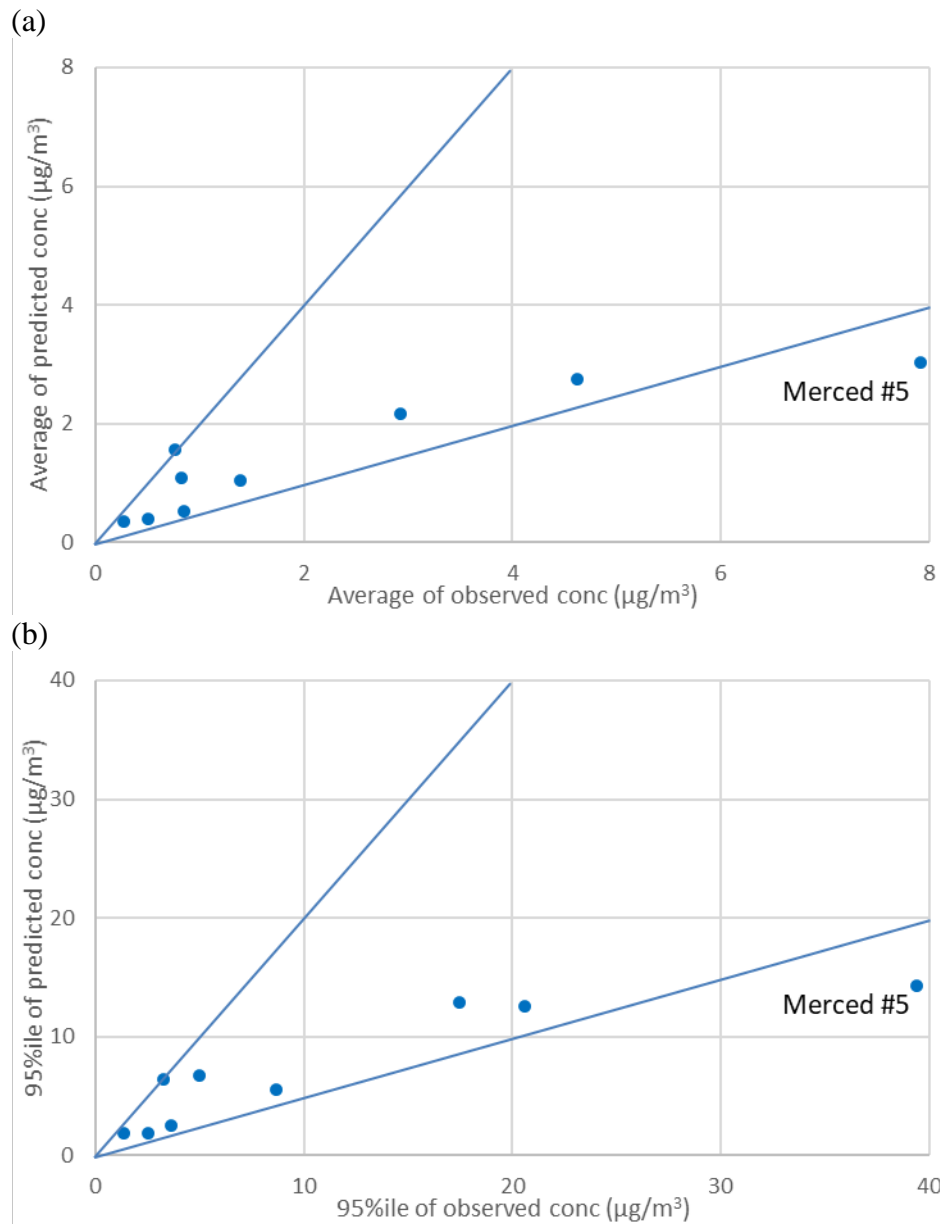 (a)
8
6
4
2
0
Average of predicted conc (µg/m³)
Merced #5
0 2 4 6 8
Average of observed conc (µg/m³)
(b)
40
30
20
10
0
95%ile of predicted conc (µg/m³)
Merced #5
0 10 20 30 40
95%ile of observed conc (µg/m³)